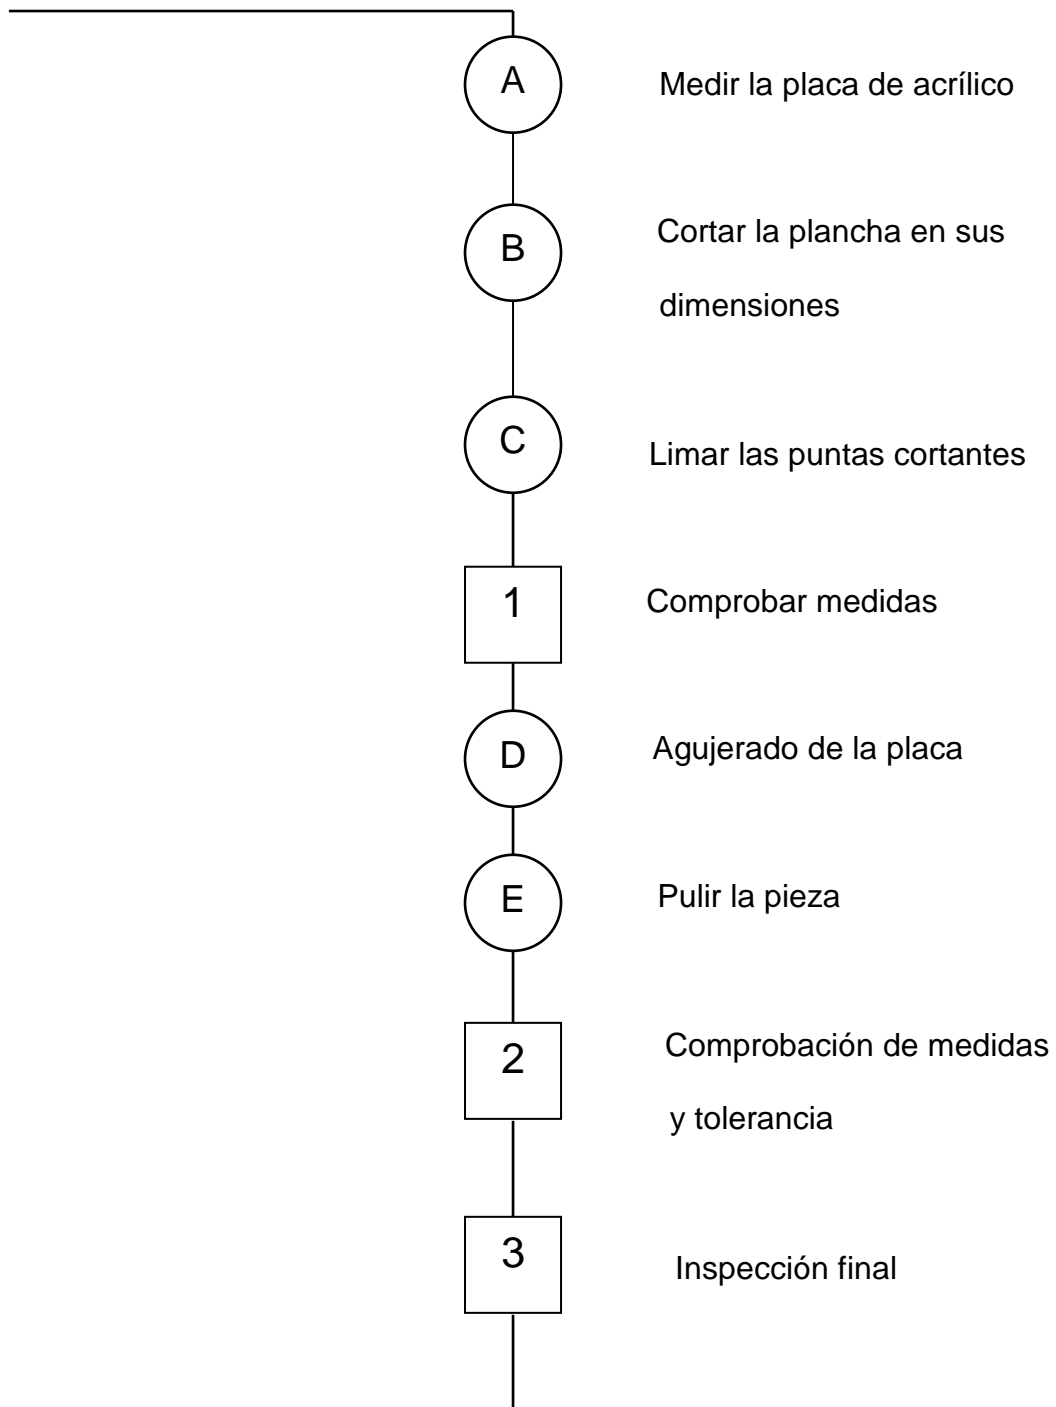 A
Medir la placa de acrílico
B
Cortar la plancha en sus
dimensiones
C
Limar las puntas cortantes
1
Comprobar medidas
D
Agujerado de la placa
E
Pulir la pieza
2
Comprobación de medidas
y tolerancia
3
Inspección final